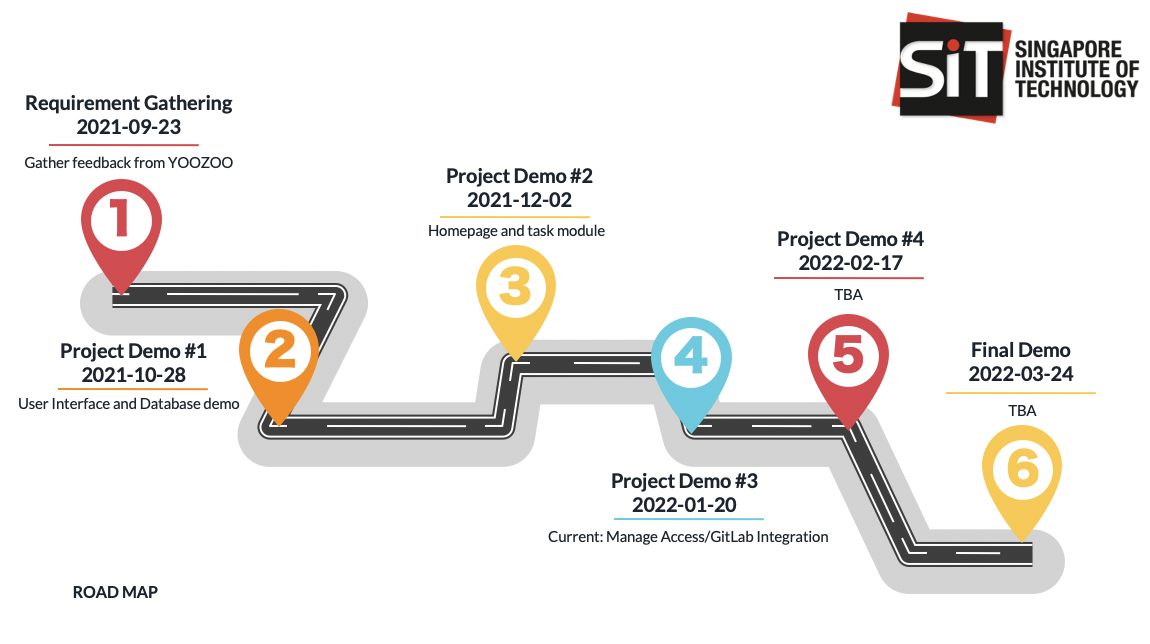 SiT
SINGAPORE
INSTITUTE OF
TECHNOLOGY
Requirement Gathering
2021-09-23
Gather feedback from YOOZOO
1
Project Demo #1
2021-10-28
User Interface and Database demo
2
Project Demo #2
2021-12-02
Homepage and task module
3
4
Project Demo #3
2022-01-20
Current: Manage Access/GitLab Integration
Project Demo #4
2022-02-17
TBA
5
Final Demo
2022-03-24
TBA
6
ROAD MAP